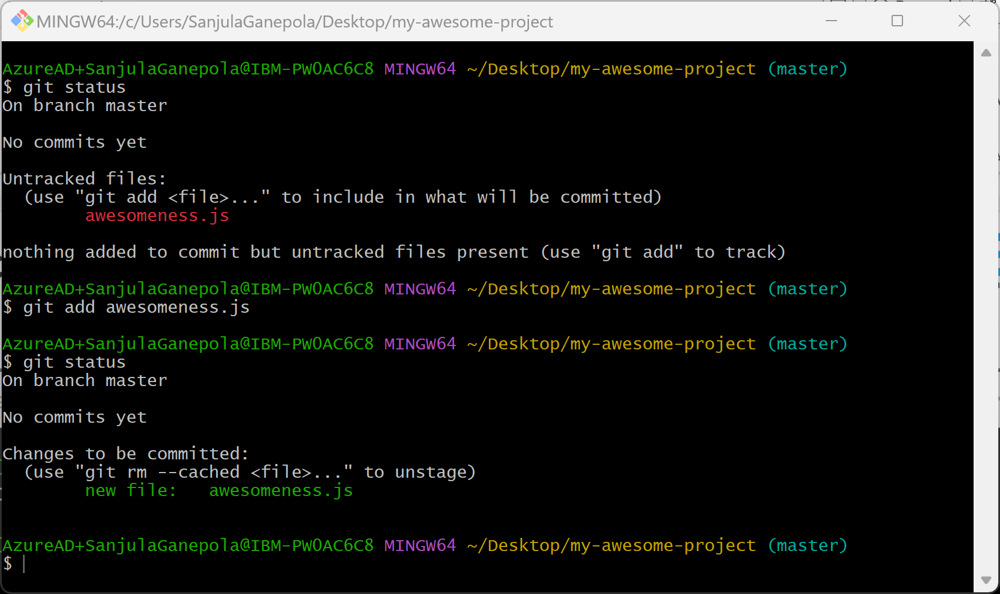 MINGW64:/c/Users/SanjulaGanepola/Desktop/my-awesome-project
AzureAD+SanjulaGanepola@IBM-PW0AC6C8 MINGW64 ~/Desktop/my-awesome-project (master)
$ git status
On branch master
No commits yet
Untracked files:
  (use "git add <file>..." to include in what will be committed)
        awesomeness.js
nothing added to commit but untracked files present (use "git add" to track)
AzureAD+SanjulaGanepola@IBM-PW0AC6C8 MINGW64 ~/Desktop/my-awesome-project (master)
$ git add awesomeness.js
AzureAD+SanjulaGanepola@IBM-PW0AC6C8 MINGW64 ~/Desktop/my-awesome-project (master)
$ git status
On branch master
No commits yet
Changes to be committed:
  (use "git rm --cached <file>..." to unstage)
        new file:   awesomeness.js
AzureAD+SanjulaGanepola@IBM-PW0AC6C8 MINGW64 ~/Desktop/my-awesome-project (master)
$